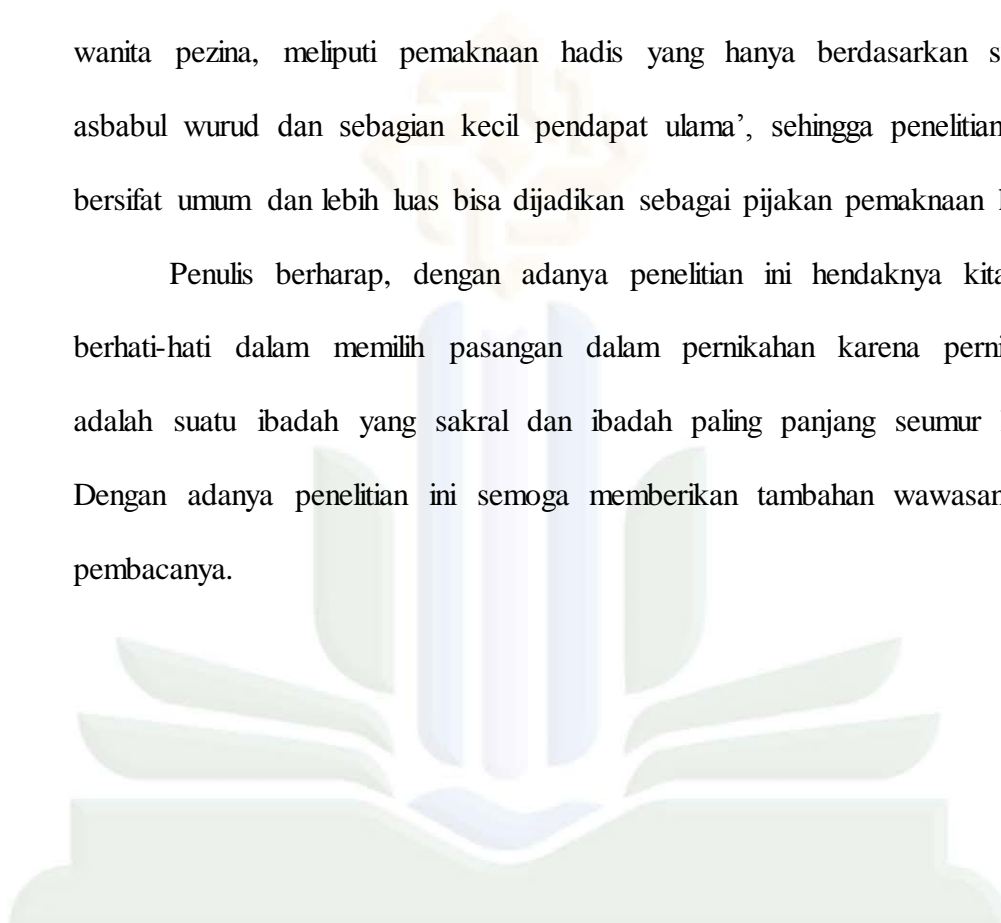 wanita pezina, meliputi pemaknaan hadis yang hanya berdasarkan
asbabul wurud dan sebagian kecil pendapat ulama’, sehingga penelitian
bersifat umum dan lebih luas bisa dijadikan sebagai pijakan pemaknaan
Penulis berharap, dengan adanya penelitian ini hendaknya kita
berhati-hati dalam memilih pasangan dalam pernikahan karena
adalah suatu ibadah yang sakral dan ibadah paling panjang seumur
Dengan adanya penelitian ini semoga memberikan tambahan wawasan
pembacanya.